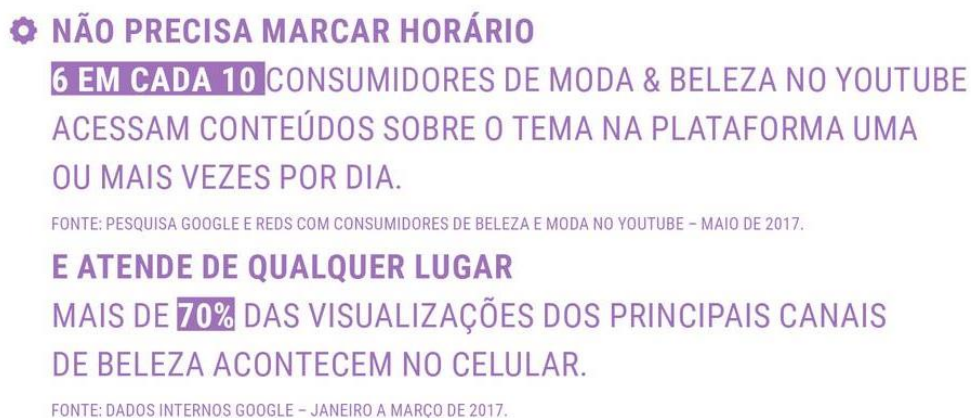 NÃO PRECISA MARCAR HORÁRIO
6 EM CADA 10 CONSUMIDORES DE MODA & BELEZA NO YOUTUBE
ACESSAM CONTEÚDOS SOBRE O TEMA NA PLATAFORMA UMA
OU MAIS VEZES POR DIA.
FONTE: PESQUISA GOOGLE E REDS COM CONSUMIDORES DE BELEZA E MODA NO YOUTUBE – MAIO DE 2017.
E ATENDE DE QUALQUER LUGAR
MAIS DE 70% DAS VISUALIZAÇÕES DOS PRINCIPAIS CANAIS
DE BELEZA ACONTECEM NO CELULAR.
FONTE: DADOS INTERNOS GOOGLE – JANEIRO A MARÇO DE 2017.